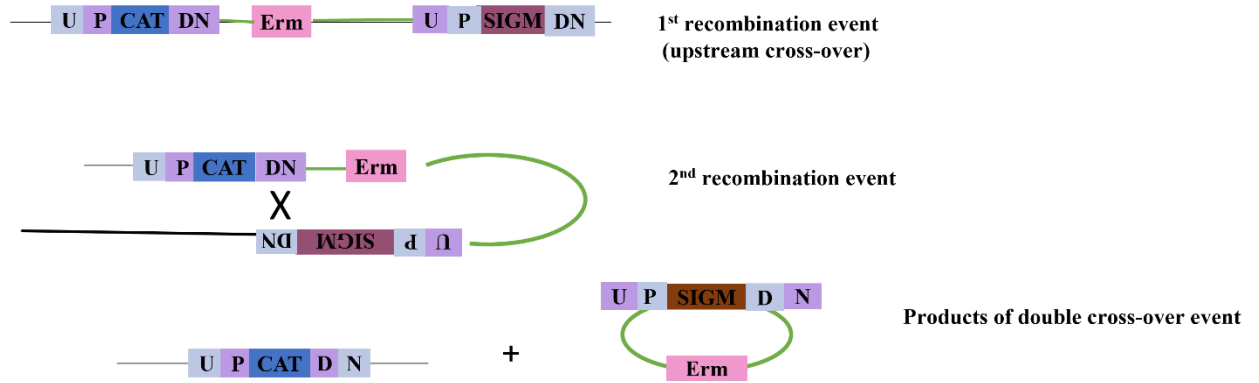 U P CAT DN Erm U P SIGM DN
1st recombination event
(upstream cross-over)
U P CAT DN Erm
2nd recombination event
X
DN SIGM P U
U P SIGM D N
Products of double cross-over event
U P CAT D N + Erm